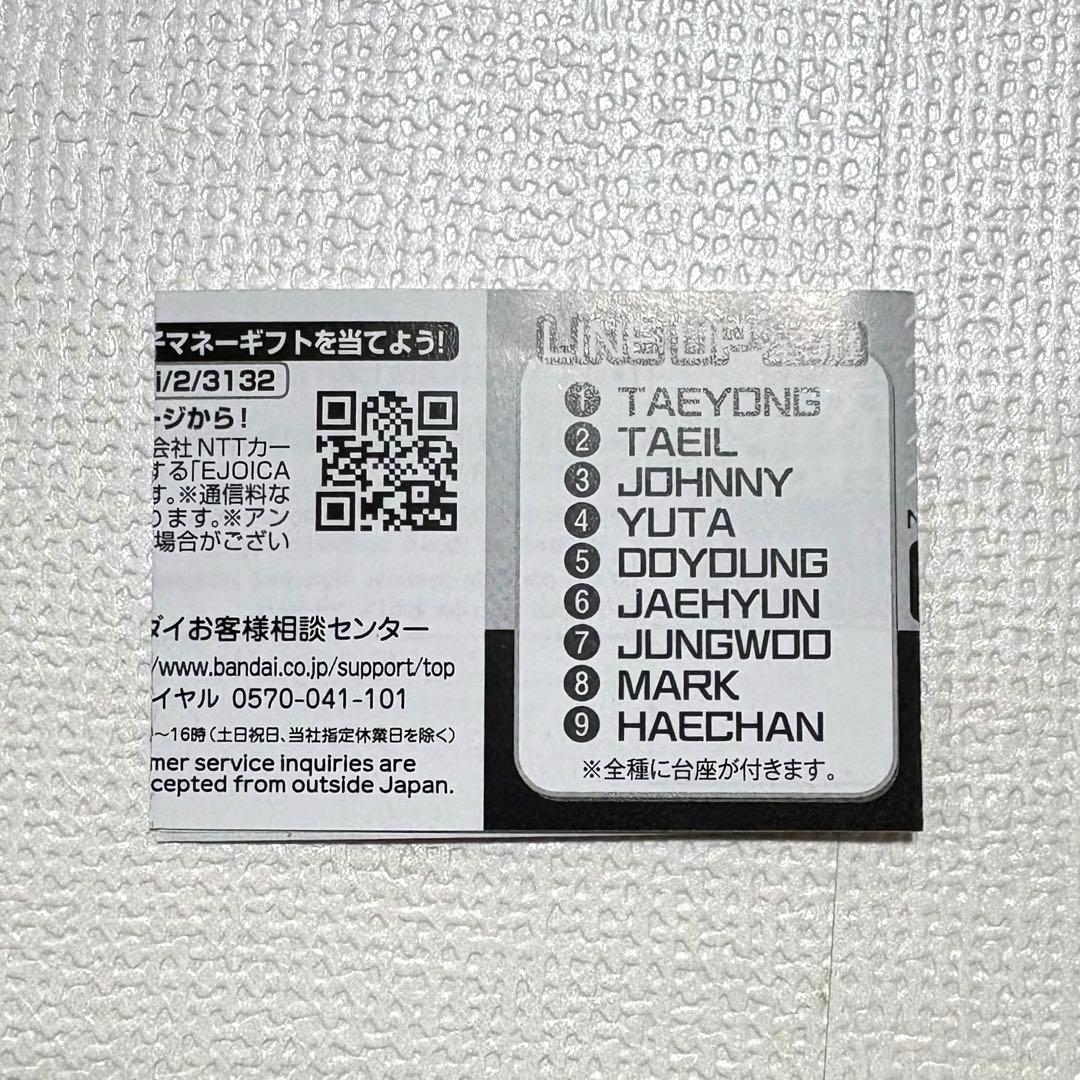 子マネーギフトを当てよう!
i/2/3132
ージから!
会社NTTカー
する「EJOICA
す。※通信料な
ります。※アン
場合がござい
ダイお客様相談センター
/www.bandai.co.jp/support/top
イヤル 0570-041-101
～16時(土日祝日、当社指定休業日を除く)
mer service inquiries are
cepted from outside Japan.
LINEUP
1 TAEYONG
2 TAEIL
3 JOHNNY
4 YUTA
5 DOYOUNG
6 JAEHYUN
7 JUNGWOO
8 MARK
9 HAECHAN
※全種に台座が付きます。